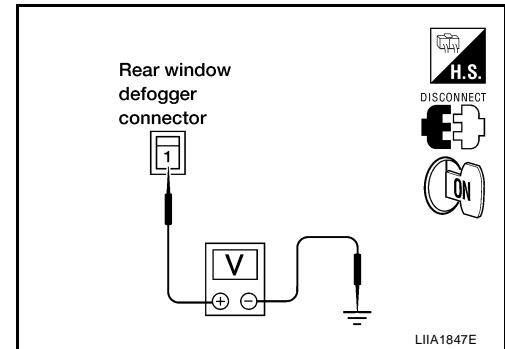 Rear window
defogger
connector
1
H.S.
DISCONNECT
ON
V
+ −
LIIA1847E